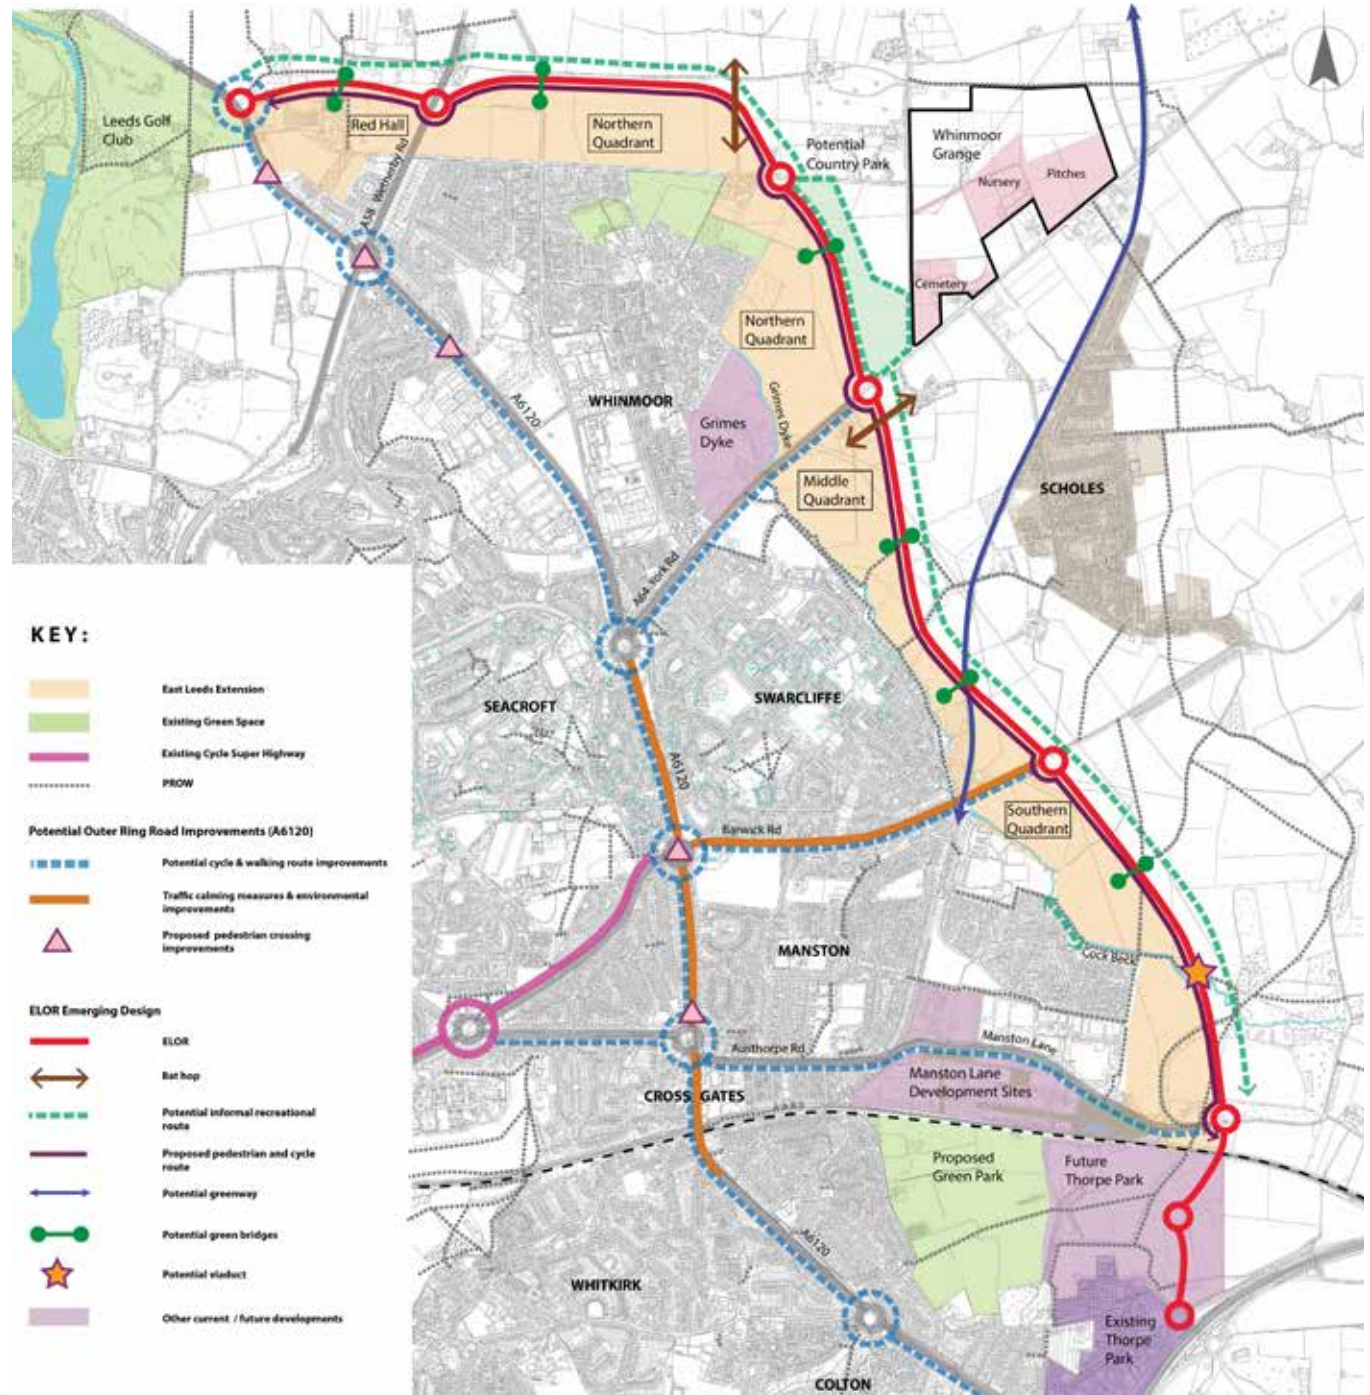 Leeds Golf
Club
Red Hall
A58 Wetherby Rd
Northern
Quadrant
Potential
Country Park
Whinmoor
Grange
Nursery
Pitches
Cemetery
Northern
Quadrant
A6120
WHINMOOR
Grimes
Dyke
Grimes Dyke
Middle
Quadrant
SCHOLES
A64 York Rd
SEACROFT
SWARCLIFFE
A6120
Barwick Rd
Southern
Quadrant
MANSTON
Cock Beck
Austhorpe Rd
Manston Lane
Manston Lane
Development Sites
CROSS GATES
Proposed
Green Park
Future
Thorpe Park
A6120
WHITKIRK
Existing
Thorpe
Park
COLTON
KEY:
East Leeds Extension
Existing Green Space
Existing Cycle Super Highway
PROW
Potential Outer Ring Road Improvements (A6120)
Potential cycle & walking route improvements
Traffic calming measures & environmental
improvements
Proposed pedestrian crossing
improvements
ELOR Emerging Design
ELOR
Bat hop
Potential informal recreational
route
Proposed pedestrian and cycle
route
Potential greenway
Potential green bridges
Potential viaduct
Other current / future developments